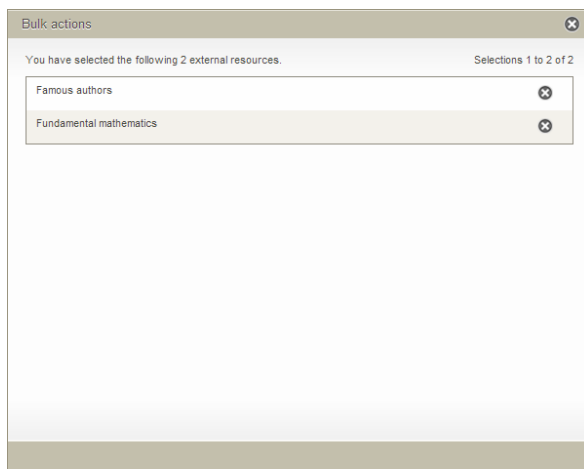 Bulk actions
You have selected the following 2 external resources. Selections 1 to 2 of 2
Famous authors
Fundamental mathematics